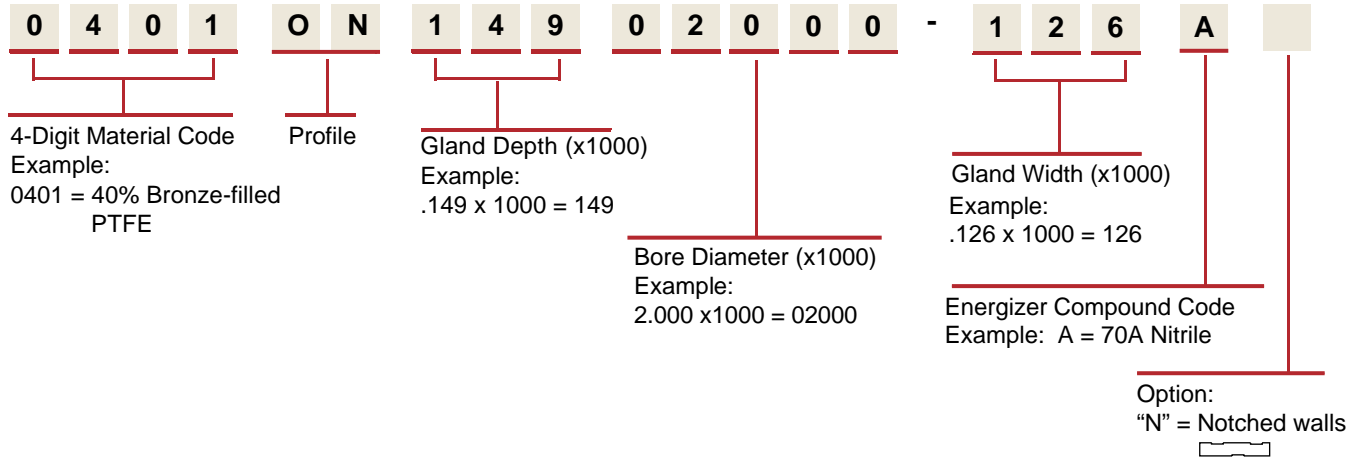 0 4 0 1 O N 1 4 9 0 2 0 0 0 - 1 2 6 A
4-Digit Material Code
Example:
0401 = 40% Bronze-filled
PTFE
Profile
Gland Depth (x1000)
Example:
.149 x 1000 = 149
Bore Diameter (x1000)
Example:
2.000 x1000 = 02000
Gland Width (x1000)
Example:
.126 x 1000 = 126
Energizer Compound Code
Example: A = 70A Nitrile
Option:
“N” = Notched walls